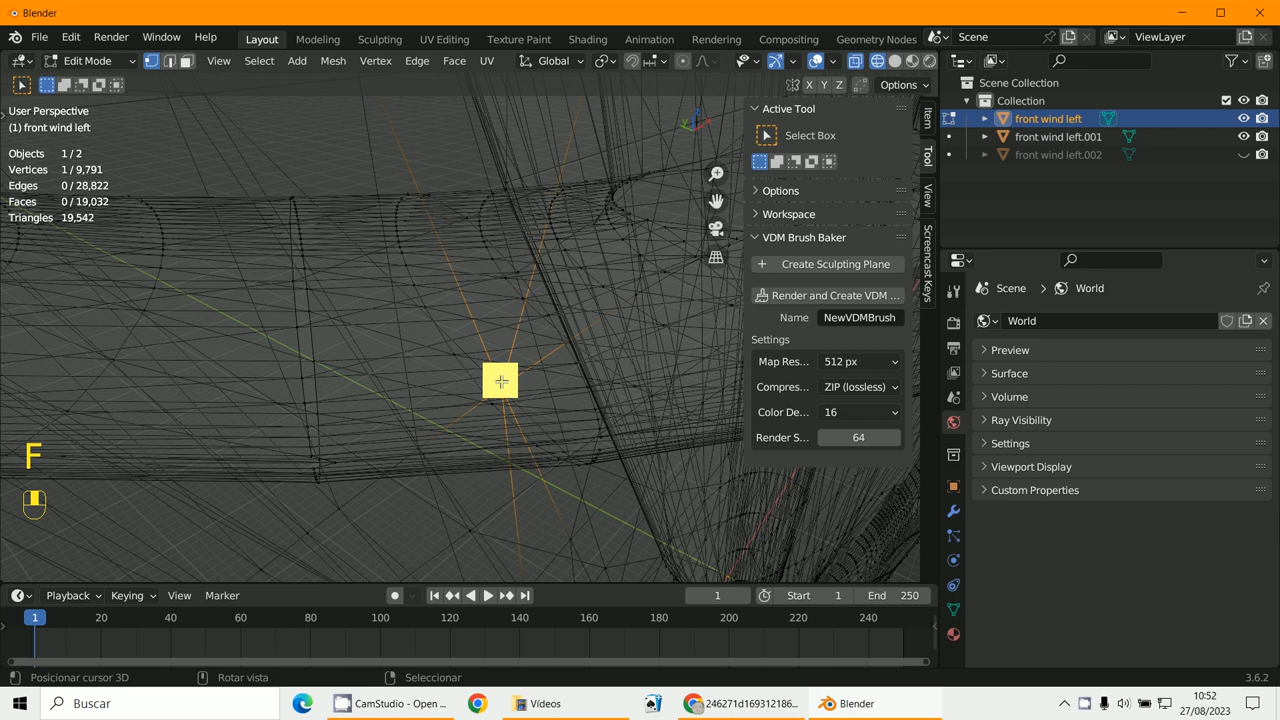 Blender
File Edit Render Window Help Layout Modeling Sculpting UV Editing Texture Paint Shading Animation Rendering Compositing Geometry Nodes Scene ViewLayer
Edit Mode View Select Add Mesh Vertex Edge Face UV Global
X Y Z Options
User Perspective
(1) front wind left
Objects 1 / 2
Vertices 1 / 9,791
Edges 0 / 28,822
Faces 0 / 19,032
Triangles 19,542
Active Tool
Select Box
Options
Workspace
VDM Brush Baker
Create Sculpting Plane
Render and Create VDM ...
Name NewVDMBrush
Settings
Map Res... 512 px
Compres... ZIP (lossless)
Color De... 16
Render S... 64
Item
Tool
View
Screencast Keys
Scene Collection
Collection
front wind left
front wind left.001
front wind left.002
Scene World
World
Preview
Surface
Volume
Ray Visibility
Settings
Viewport Display
Custom Properties
F
Playback Keying View Marker 1 Start 1 End 250
1 20 40 60 80 100 120 140 160 180 200 220 240
Posicionar cursor 3D Rotar vista Seleccionar 3.6.2
Buscar CamStudio - Open ... Vídeos 246271d169312186... Blender
10:52
27/08/2023